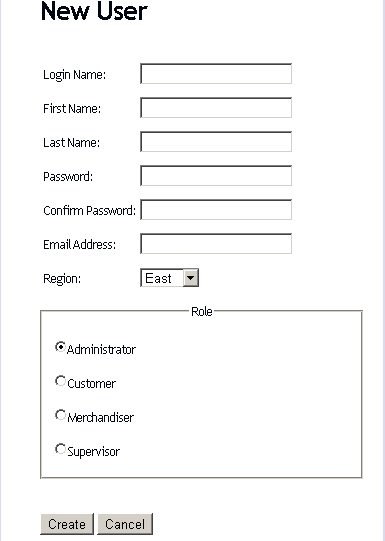 New User
Login Name:
First Name:
Last Name:
Password:
Confirm Password:
Email Address:
Region: East
Role
Administrator
Customer
Merchandiser
Supervisor
Create Cancel